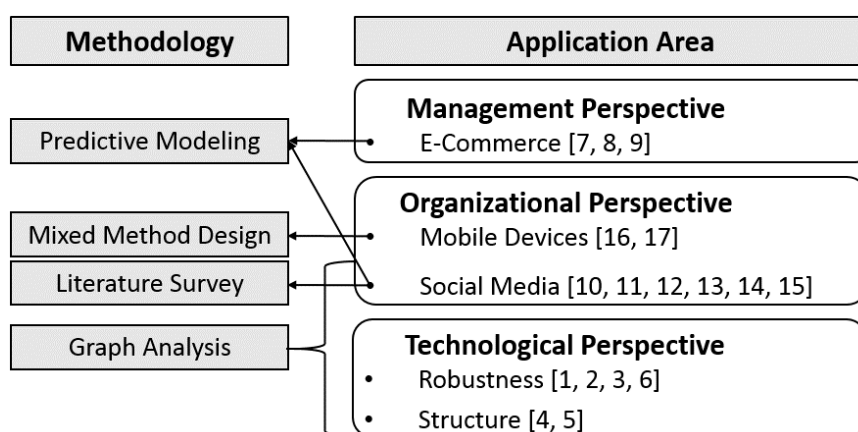 Methodology
Application Area
Management Perspective
Predictive Modeling
E-Commerce [7, 8, 9]
Organizational Perspective
Mixed Method Design
Mobile Devices [16, 17]
Literature Survey
Social Media [10, 11, 12, 13, 14, 15]
Graph Analysis
Technological Perspective
• Robustness [1, 2, 3, 6]
• Structure [4, 5]